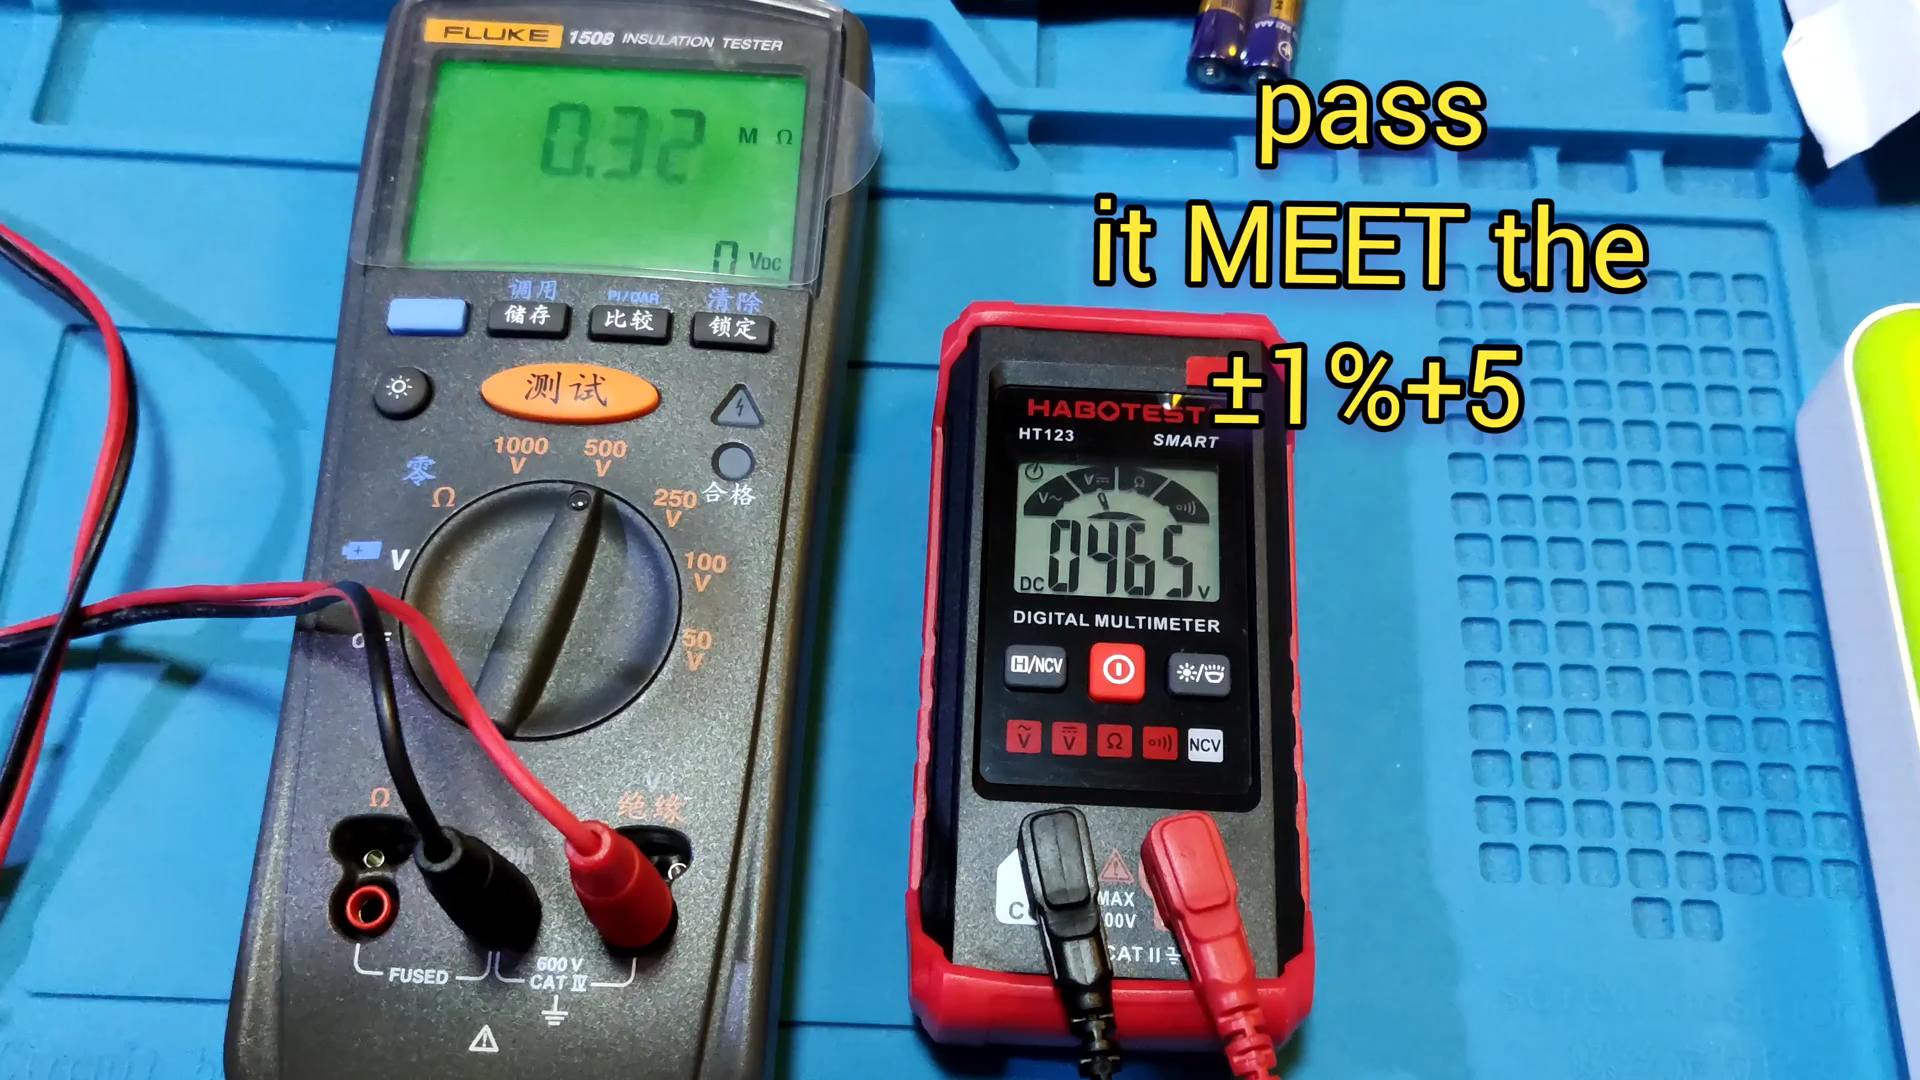 FLUKE 1508 INSULATION TESTER
0.32 M Ω
0 VDC
调用 PI/DAR 清除
储存 比较 锁定
测试
1000 V
500 V
250 V
100 V
50 V
零
Ω
V
合格
Ω
V
绝缘
FUSED
600 V
CAT IV
pass
it MEET the
±1%+5
HABOTEST
HT123 SMART
V~ V Ω
DC 0465 V
DIGITAL MULTIMETER
H/NCV
V V Ω NCV
MAX
CAT II
AAA